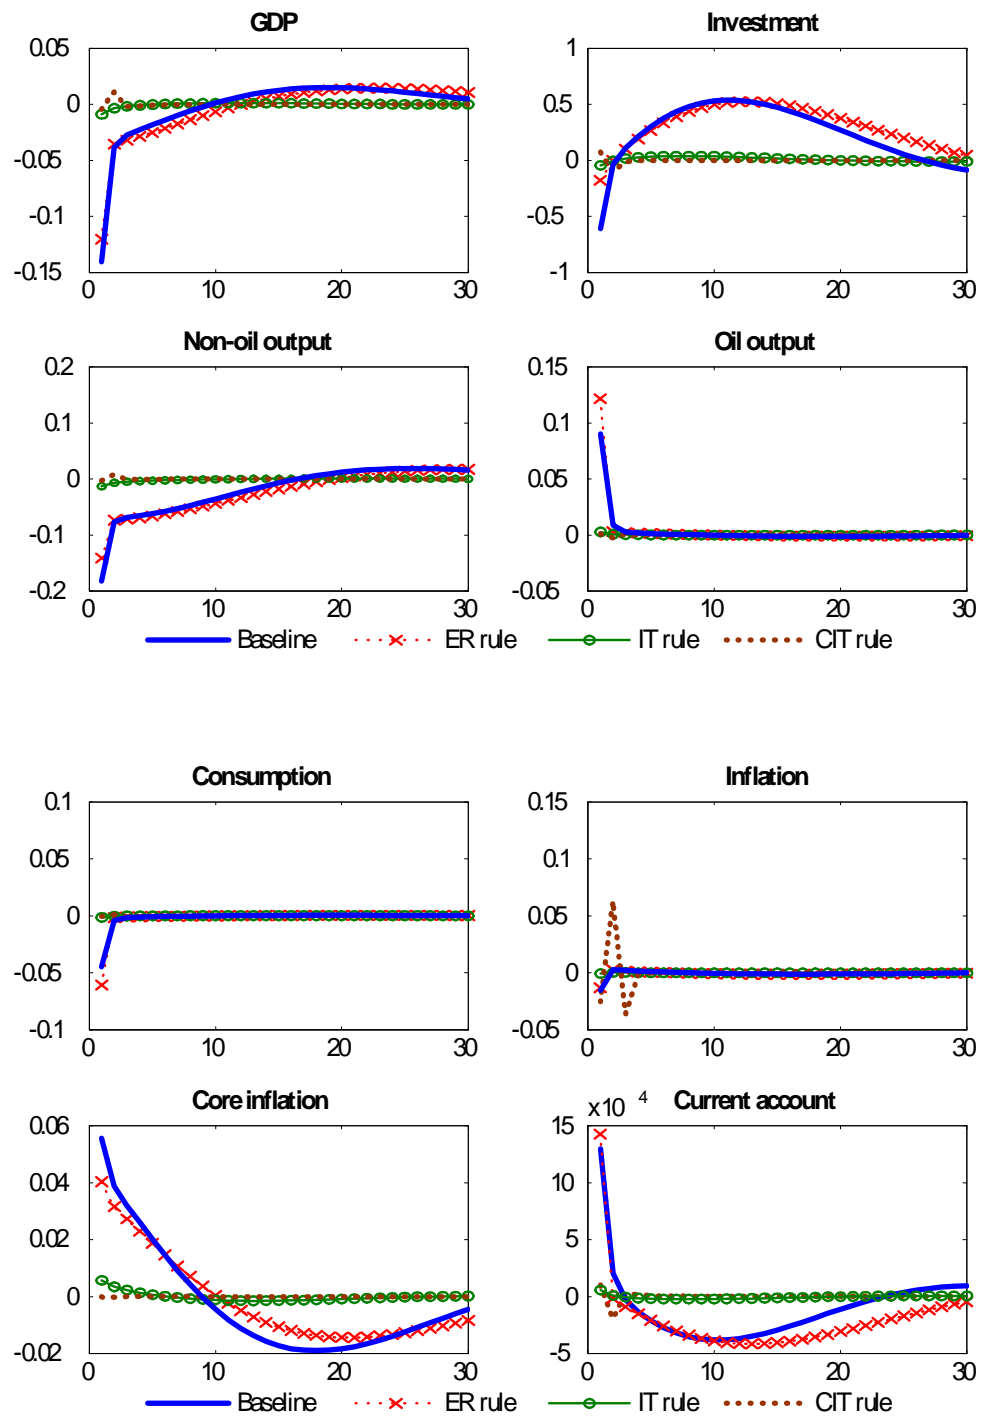 GDP
0.05
0
-0.05
-0.1
-0.15
0 10 20 30
Investment
1
0.5
0
-0.5
-1
0 10 20 30
Non-oil output
0.2
0.1
0
-0.1
-0.2
0 10 20 30
Oil output
0.15
0.1
0.05
0
-0.05
0 10 20 30
Baseline ER rule IT rule CIT rule
Consumption
0.1
0.05
0
-0.05
-0.1
0 10 20 30
Inflation
0.15
0.1
0.05
0
-0.05
0 10 20 30
Core inflation
0.06
0.04
0.02
0
-0.02
0 10 20 30
Current account
x10 4
15
10
5
0
-5
0 10 20 30
Baseline ER rule IT rule CIT rule